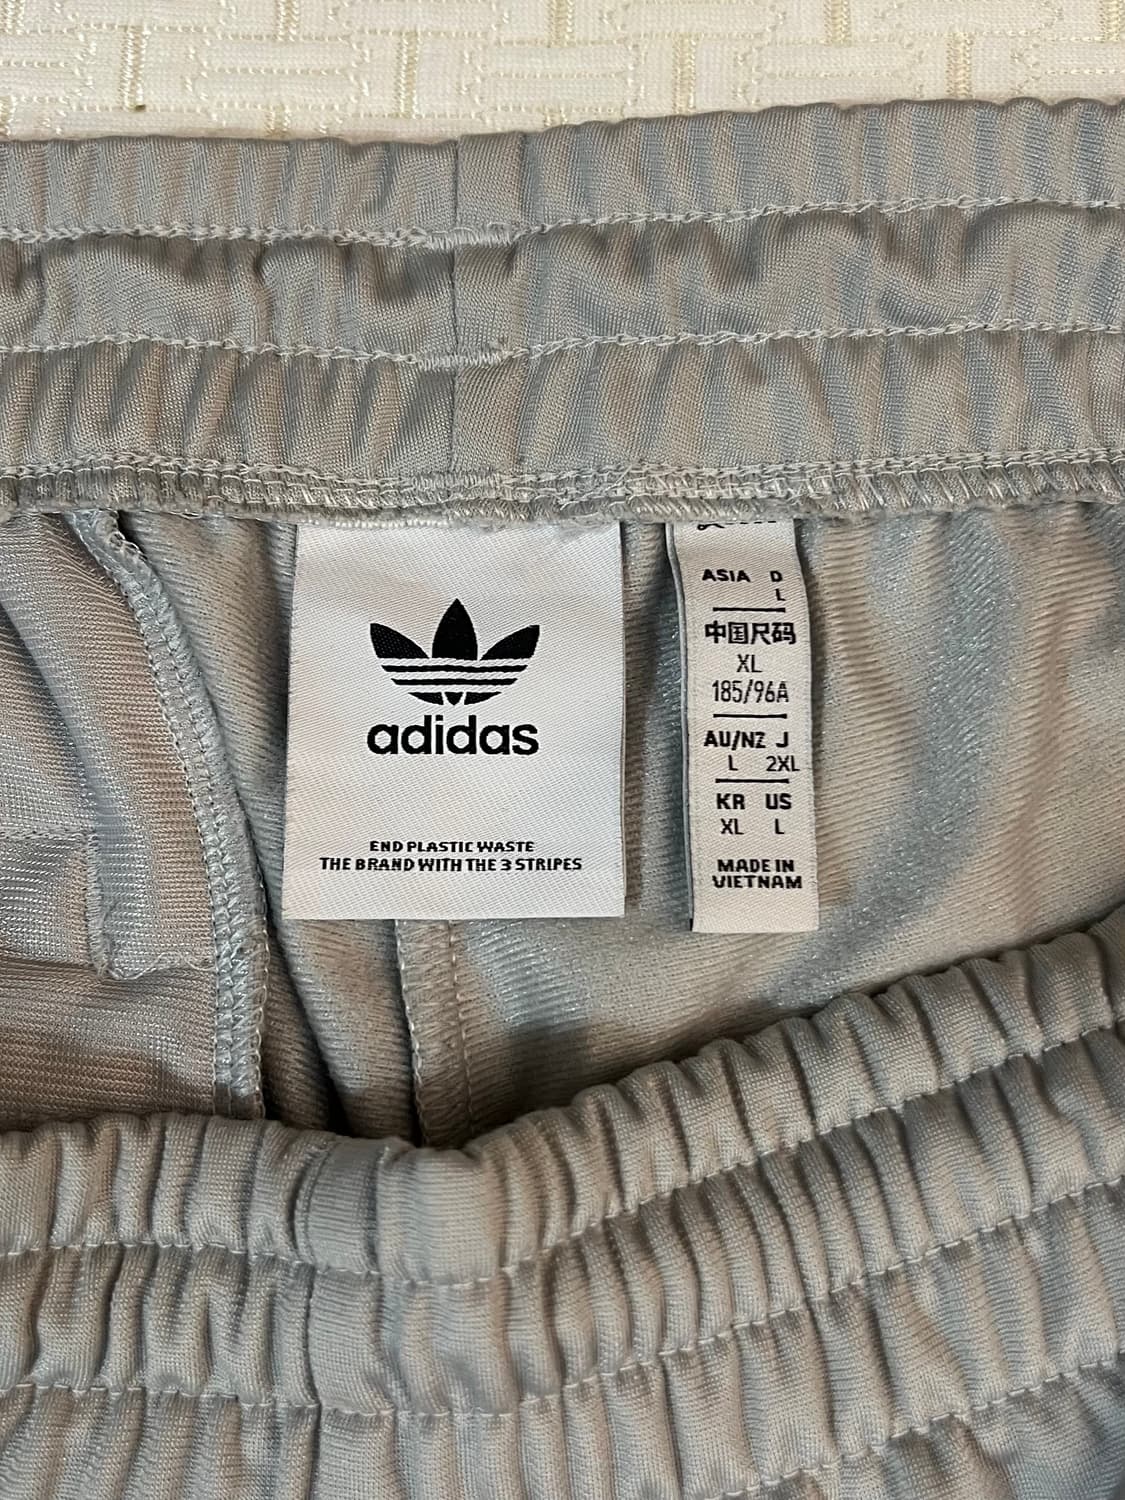 adidas
END PLASTIC WASTE
THE BRAND WITH THE 3 STRIPES
ASIA D
L
中国尺码
XL
185/96A
AU/NZ J
L 2XL
KR US
XL L
MADE IN
VIETNAM